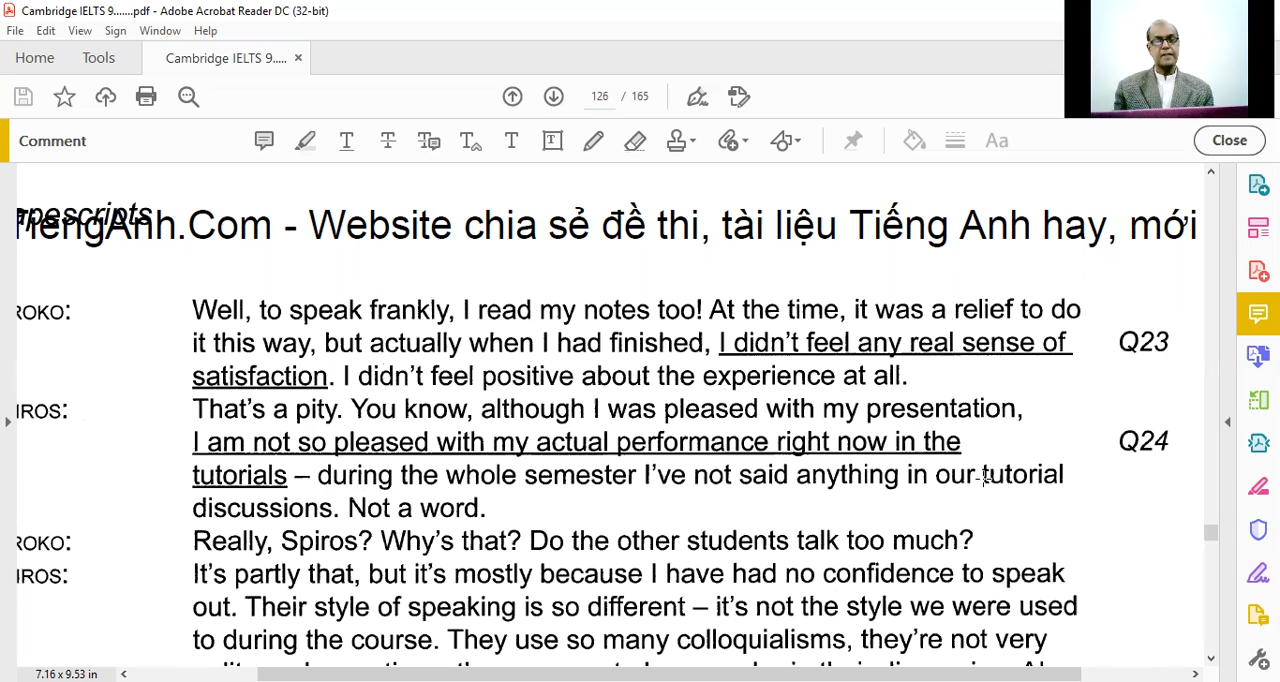 Cambridge IELTS 9.......pdf - Adobe Acrobat Reader DC (32-bit)
File Edit View Sign Window Help
Home Tools Cambridge IELTS 9..... ×
126 / 165
Comment
Close
Aa
apescripts
TiengAnh.Com - Website chia sẻ đề thi, tài liệu Tiếng Anh hay, mới
ROKO: Well, to speak frankly, I read my notes too! At the time, it was a relief to do
it this way, but actually when I had finished, I didn't feel any real sense of Q23
satisfaction. I didn't feel positive about the experience at all.
IROS: That's a pity. You know, although I was pleased with my presentation,
I am not so pleased with my actual performance right now in the Q24
tutorials – during the whole semester I've not said anything in our tutorial
discussions. Not a word.
ROKO: Really, Spiros? Why's that? Do the other students talk too much?
IROS: It's partly that, but it's mostly because I have had no confidence to speak
out. Their style of speaking is so different – it's not the style we were used
to during the course. They use so many colloquialisms, they're not very
7.16 x 9.53 in